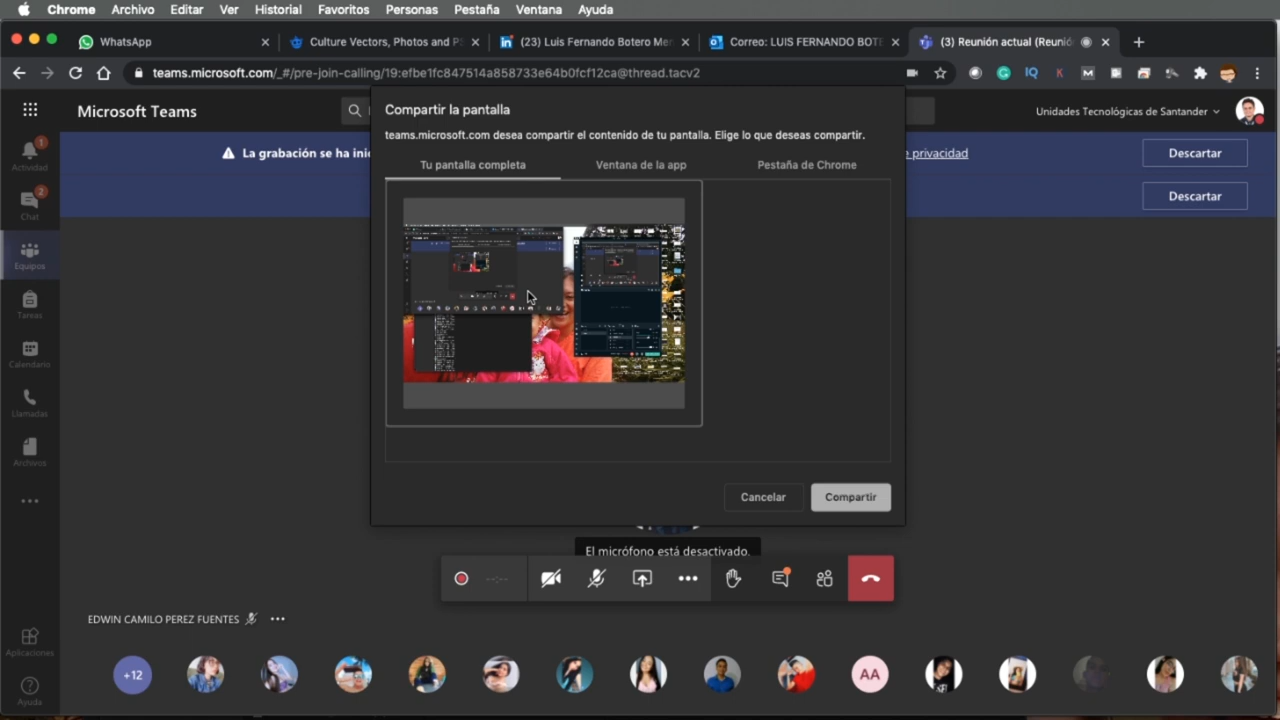 Chrome Archivo Editar Ver Historial Favoritos Personas Pestaña Ventana Ayuda
WhatsApp
Culture Vectors, Photos and P
(23) Luis Fernando Botero Me
Correo: LUIS FERNANDO BOTE
(3) Reunión actual (Reunió
teams.microsoft.com/_#/pre-join-calling/19:efbe1fc847514a858733e64b0fcf12ca@thread.tacv2
Microsoft Teams
Unidades Tecnológicas de Santander
Compartir la pantalla
teams.microsoft.com desea compartir el contenido de tu pantalla. Elige lo que deseas compartir.
La grabación se ha ini
e privacidad
Descartar
Descartar
Tu pantalla completa
Ventana de la app
Pestaña de Chrome
1
Actividad
2
Chat
Equipos
Tareas
Calendario
Llamadas
Archivos
Cancelar
Compartir
El micrófono está desactivado.
--:--
EDWIN CAMILO PEREZ FUENTES
Aplicaciones
Ayuda
+12
AA